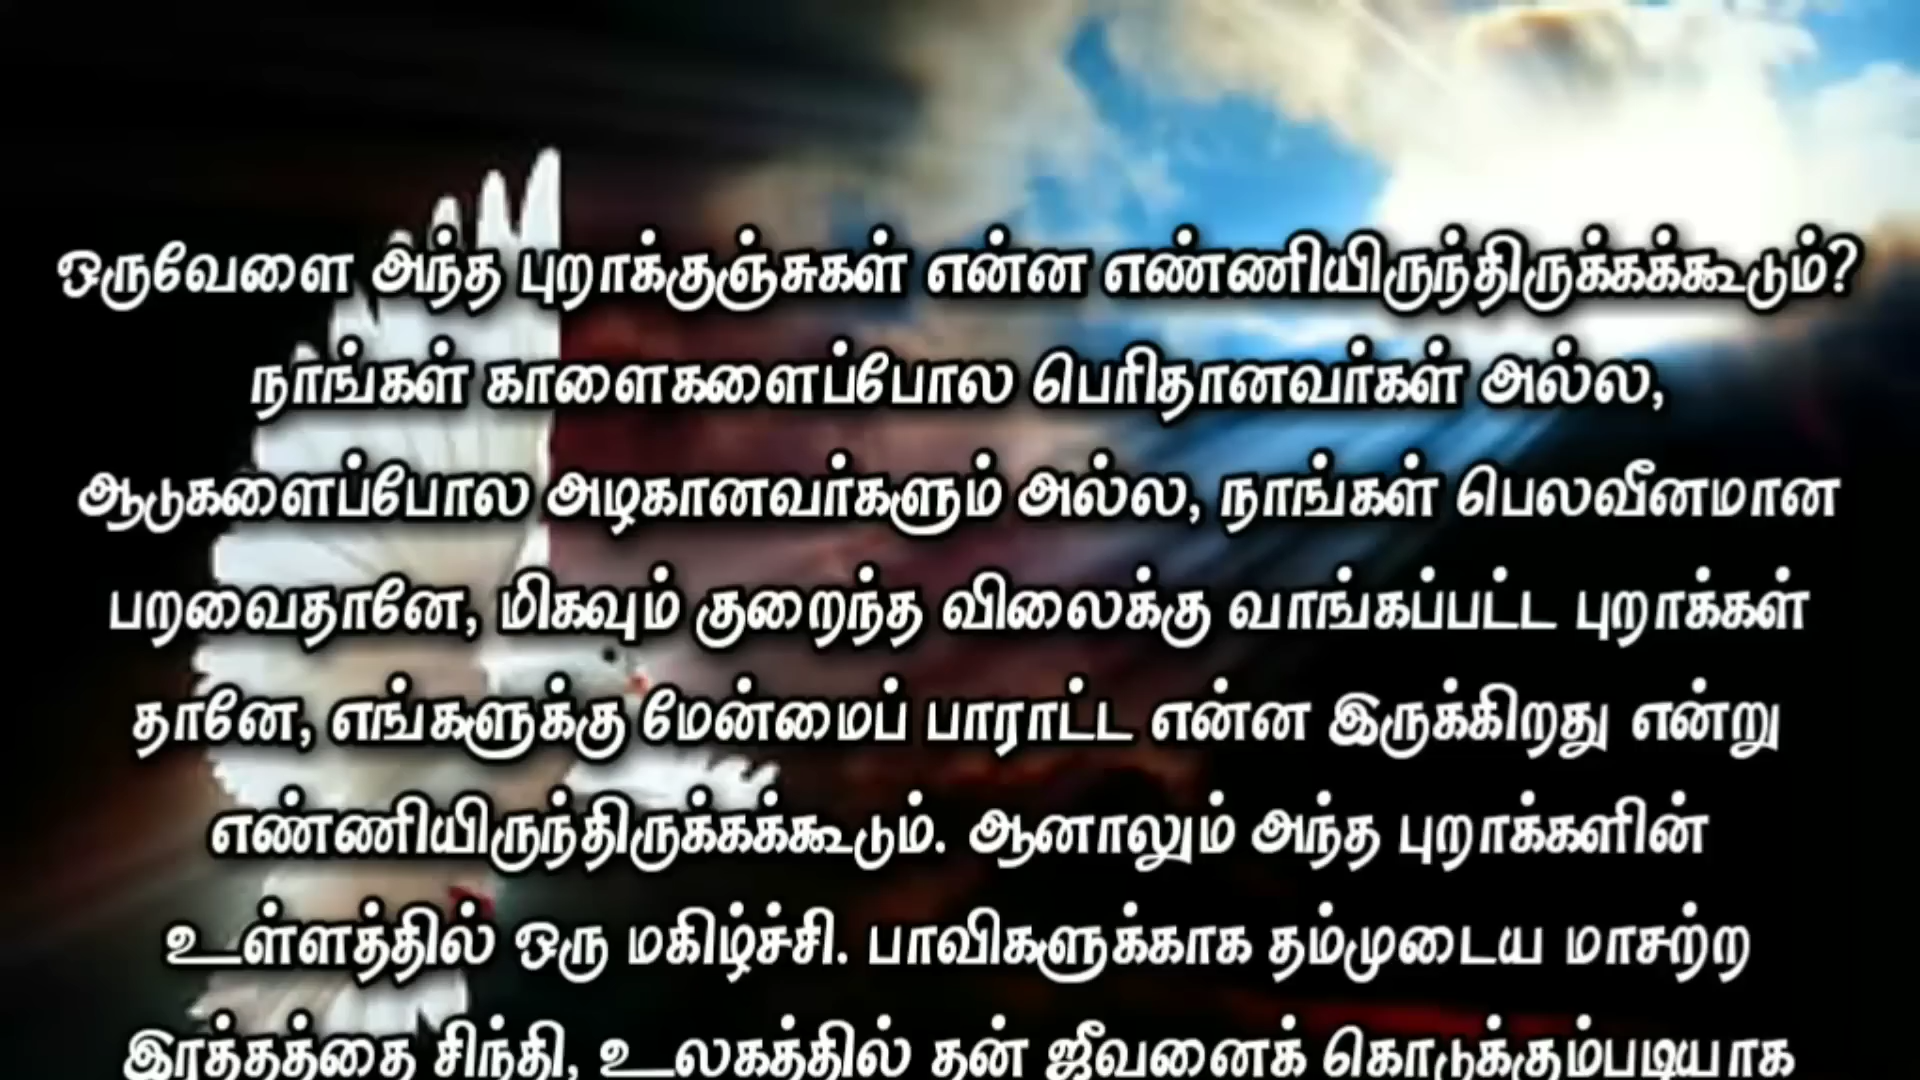 ஒருவேளை அந்த புறாக்குஞ்சுகள் என்ன எண்ணியிருந்திருக்கக்கூடும்?
நாங்கள் காளைகளைப்போல பெரிதானவர்கள் அல்ல,
ஆடுகளைப்போல அடிகானவர்களும் அல்ல, நாங்கள் பெலவீனமான
பறவைதானே, மிகவும் குறைந்த விலைக்கு வாங்கப்பட்ட புறாக்கள்
தானே, எங்களுக்கு மேன்மைப் பாராட்ட என்ன இருக்கிறது என்று
எண்ணியிருந்திருக்கக்கூடும். ஆனாலும் அந்த புறாக்களின்
உள்ளத்தில் ஒரு மகிழ்ச்சி. பாவிகளுக்காக தம்முடைய மாசற்ற
இரத்தத்தை சிந்தி, உலகத்தில் தன் ஜீவனைக் கொடுக்கும்படியாக